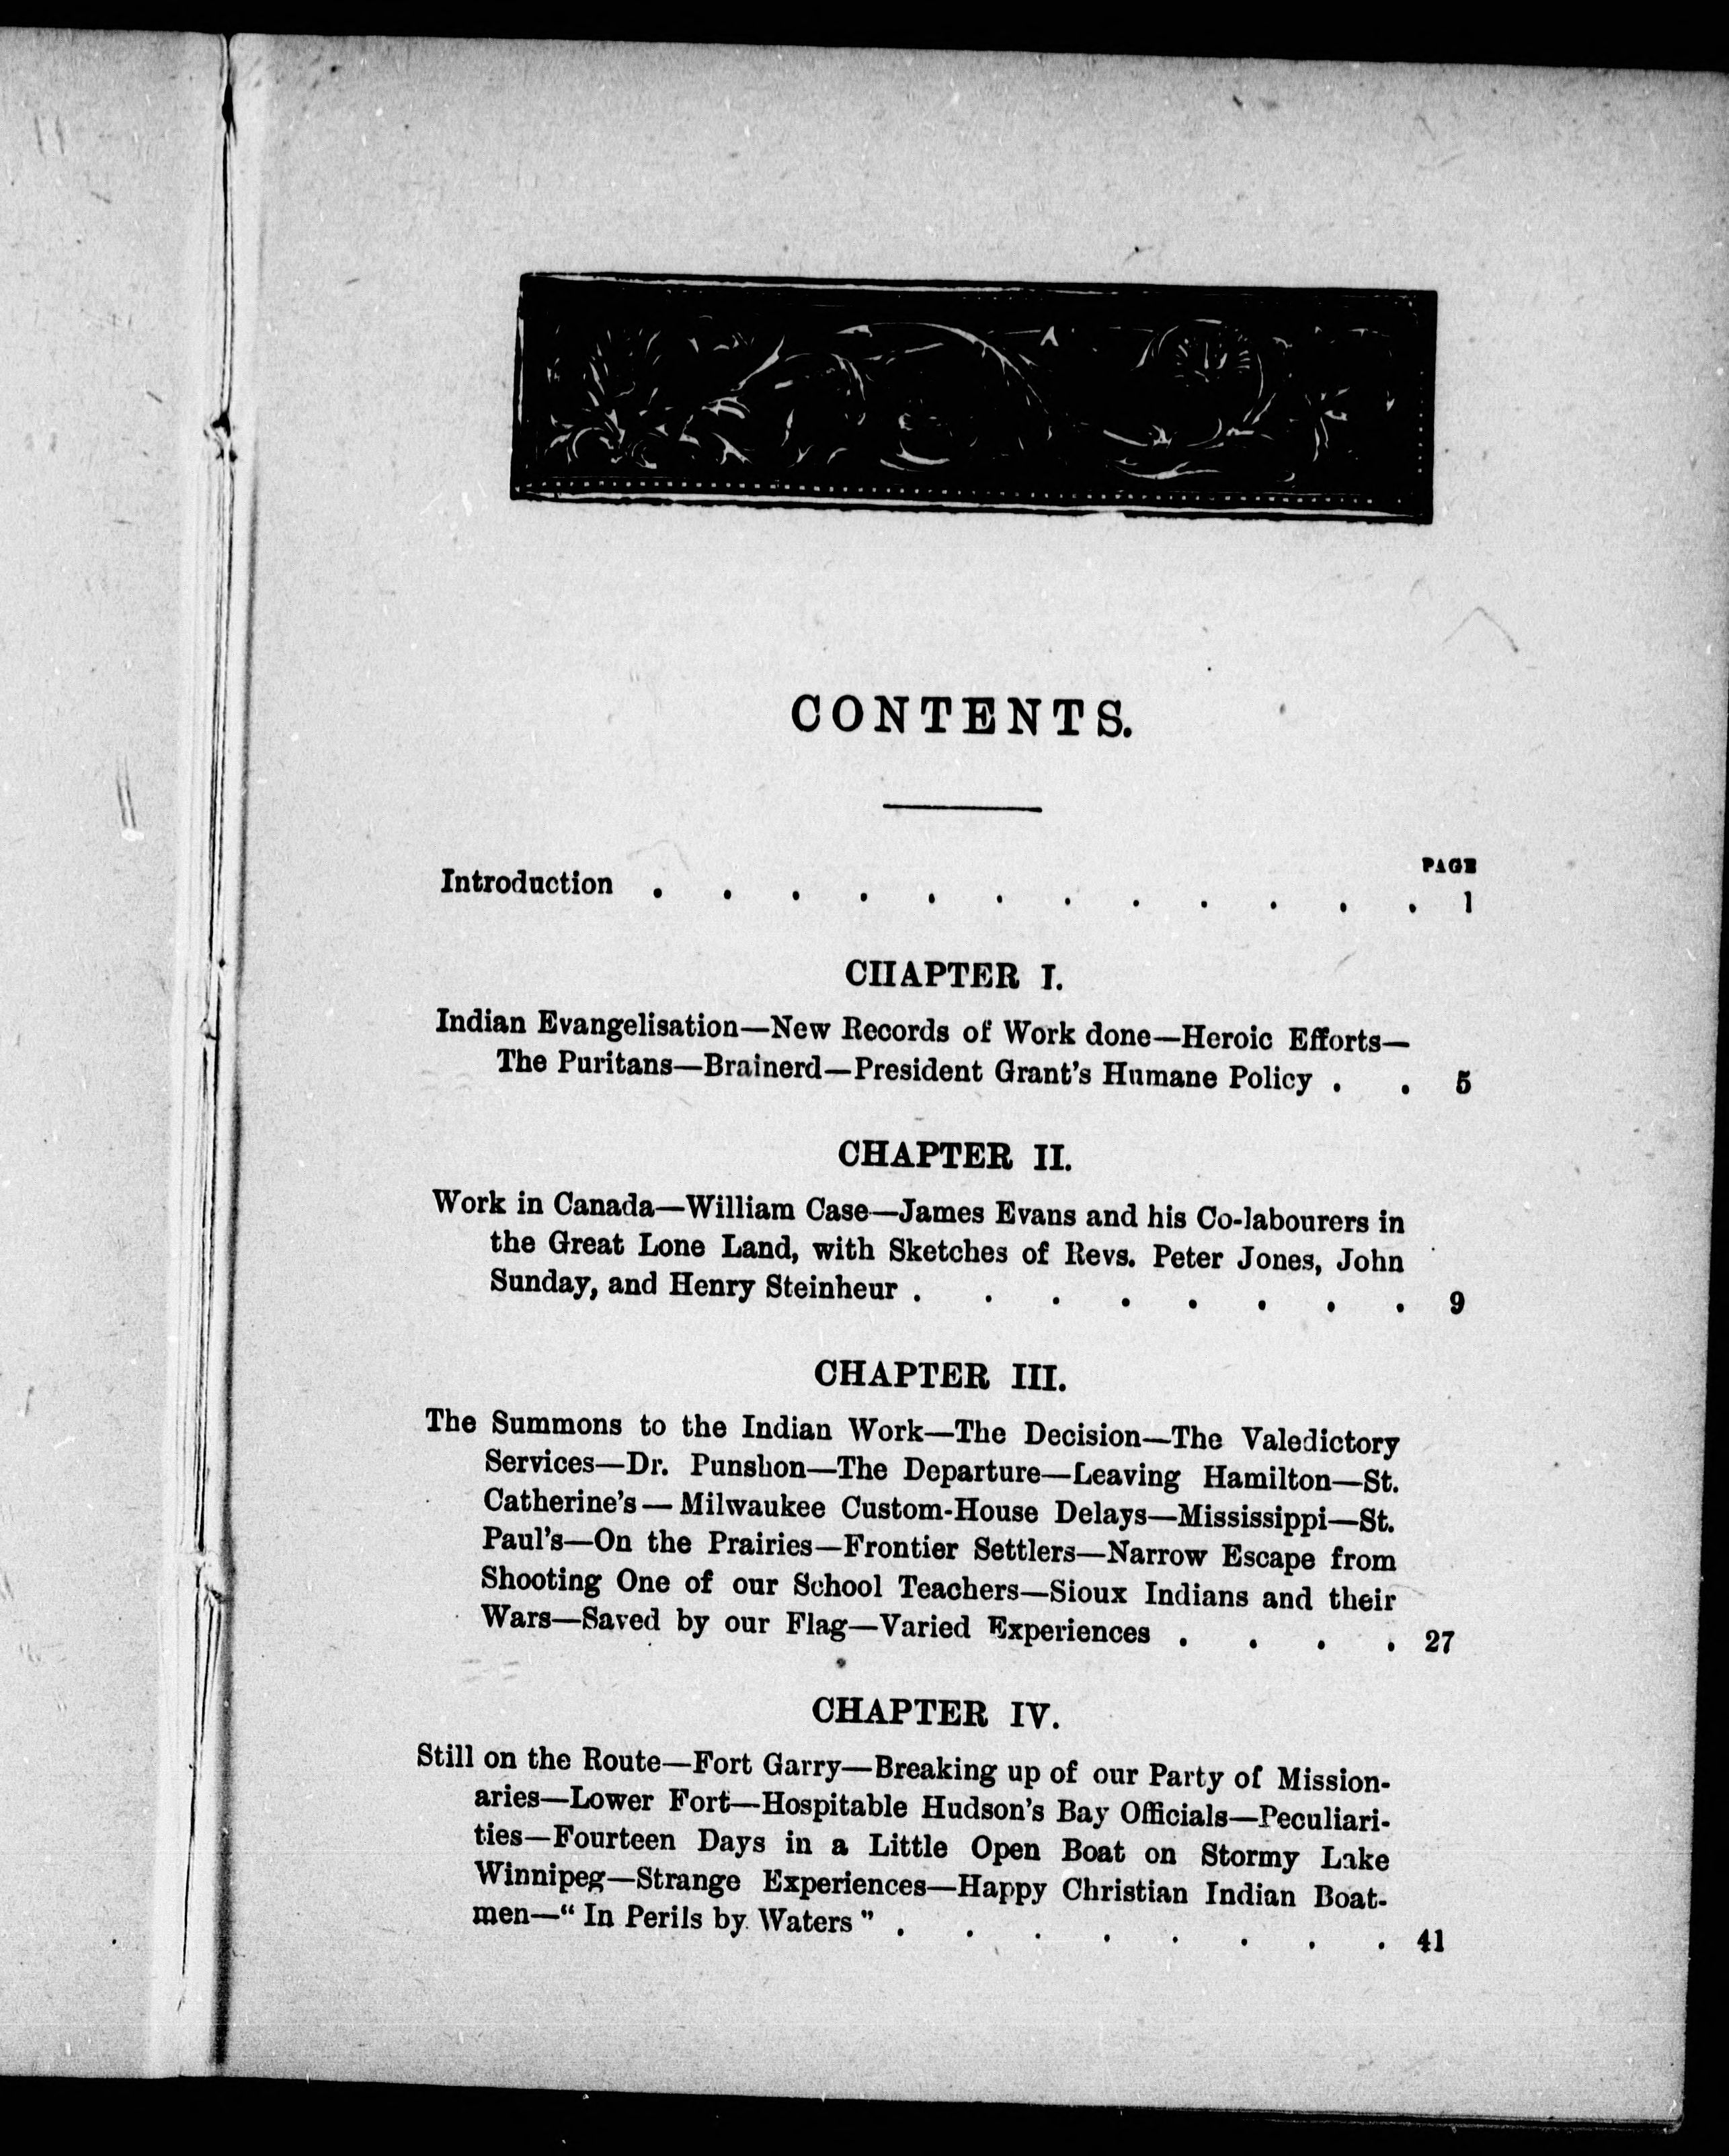 CONTENTS.
PAGE
Introduction . . . . . . . . . . . . 1
CHAPTER I.
Indian Evangelisation—New Records of Work done—Heroic Efforts—
The Puritans—Brainerd—President Grant's Humane Policy . . 5
CHAPTER II.
Work in Canada—William Case—James Evans and his Co-labourers in
the Great Lone Land, with Sketches of Revs. Peter Jones, John
Sunday, and Henry Steinheur . . . . . . . . 9
CHAPTER III.
The Summons to the Indian Work—The Decision—The Valedictory
Services—Dr. Punshon—The Departure—Leaving Hamilton—St.
Catherine's—Milwaukee Custom-House Delays—Mississippi—St.
Paul's—On the Prairies—Frontier Settlers—Narrow Escape from
Shooting One of our School Teachers—Sioux Indians and their
Wars—Saved by our Flag—Varied Experiences . . . . 27
CHAPTER IV.
Still on the Route—Fort Garry—Breaking up of our Party of Mission-
aries—Lower Fort—Hospitable Hudson's Bay Officials—Peculiari-
ties—Fourteen Days in a Little Open Boat on Stormy Lake
Winnipeg—Strange Experiences—Happy Christian Indian Boat-
men—"In Perils by Waters" . . . . . . . . 41